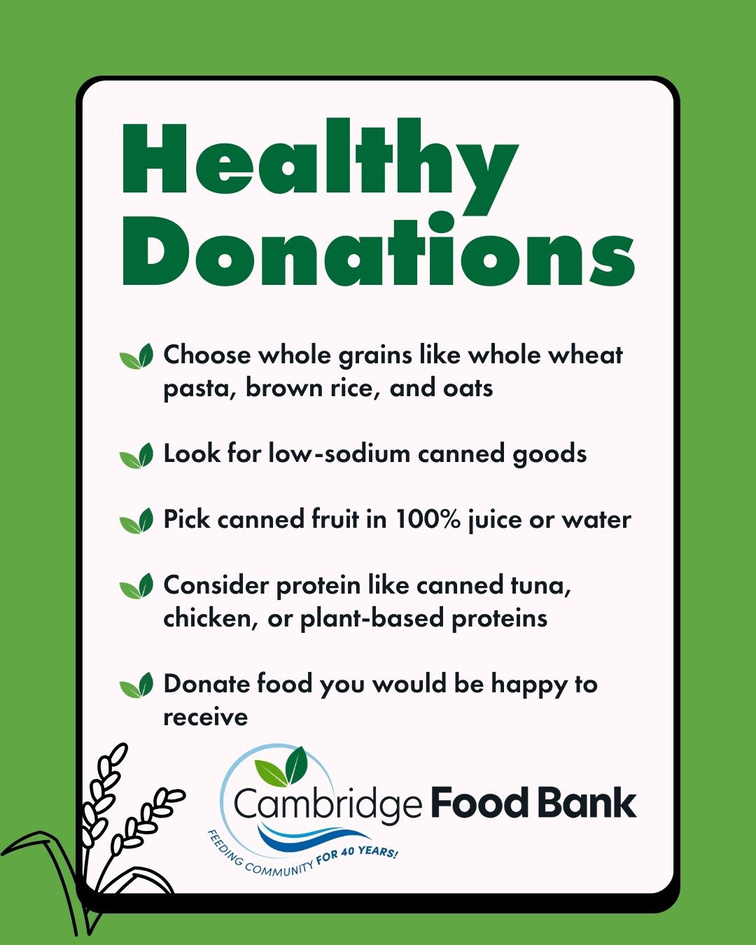 Healthy
Donations
Choose whole grains like whole wheat
pasta, brown rice, and oats
Look for low-sodium canned goods
Pick canned fruit in 100% juice or water
Consider protein like canned tuna,
chicken, or plant-based proteins
Donate food you would be happy to
receive
Cambridge Food Bank
FEEDING COMMUNITY FOR 40 YEARS!